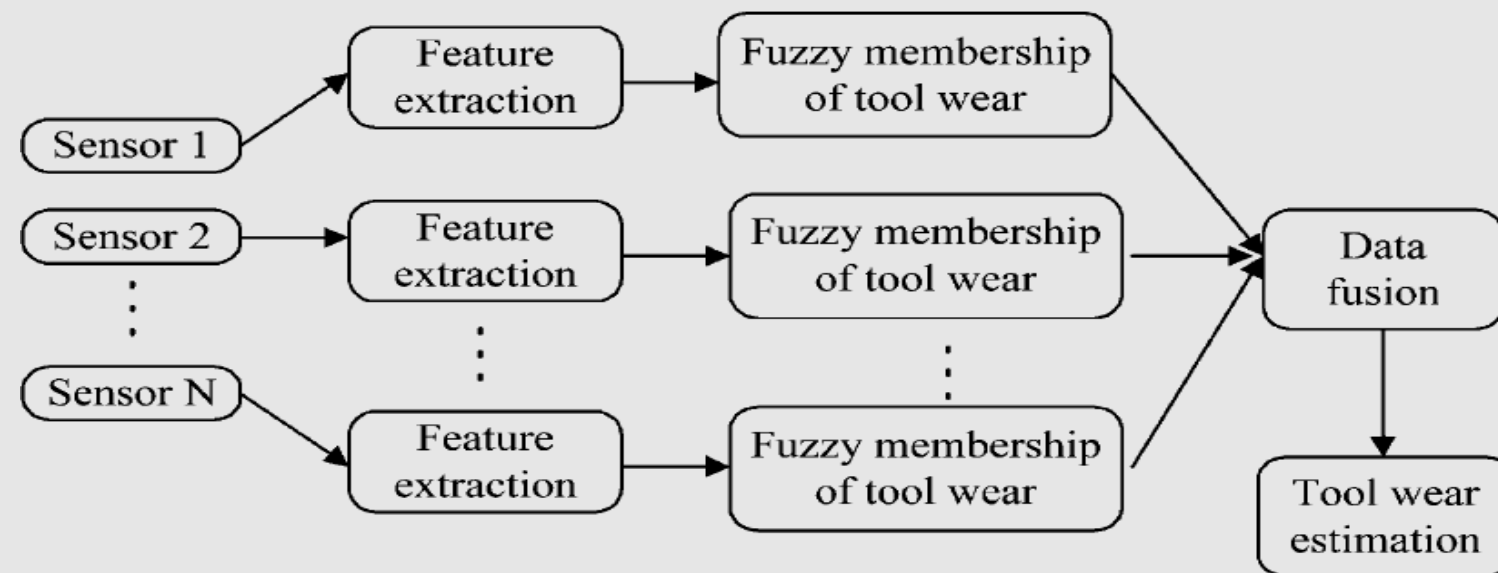 Sensor 1
Feature
extraction
Fuzzy membership
of tool wear
Sensor 2
Feature
extraction
Fuzzy membership
of tool wear
Data
fusion
Sensor N
Feature
extraction
Fuzzy membership
of tool wear
Tool wear
estimation